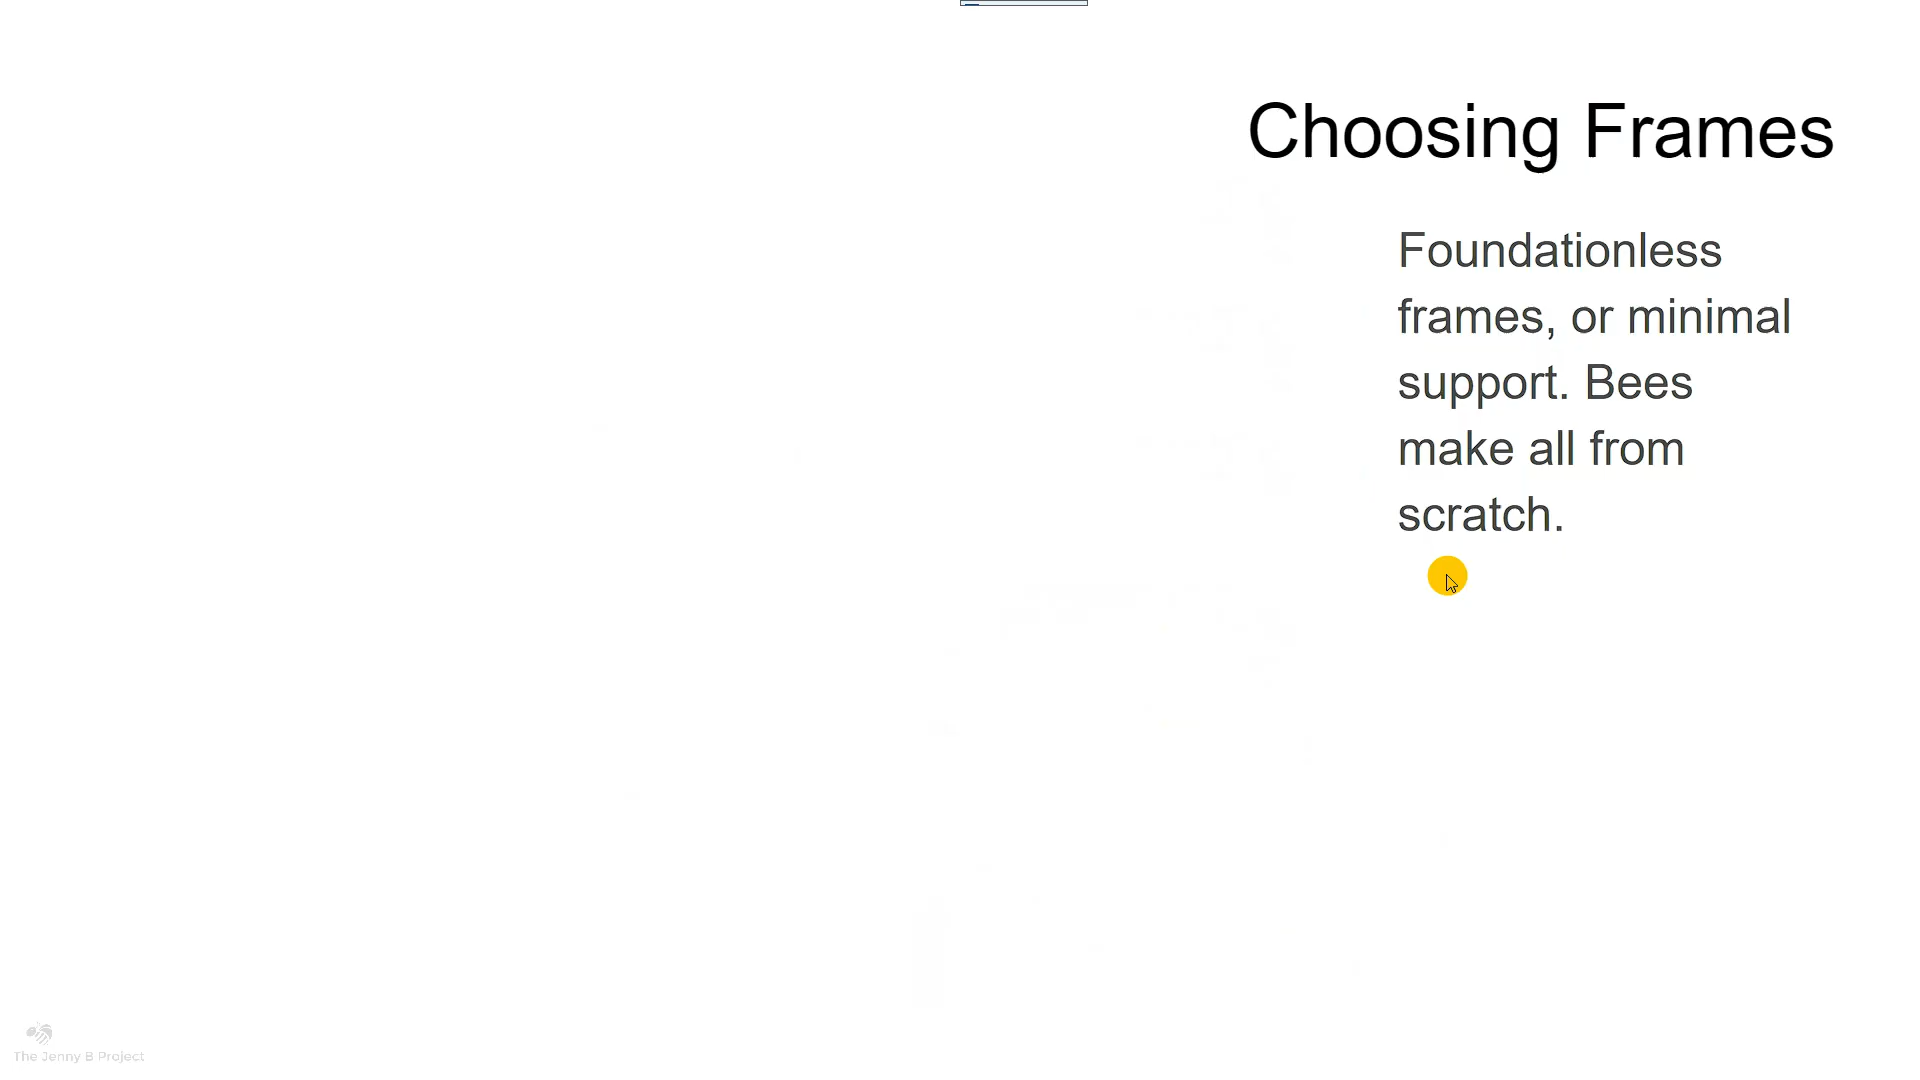 Choosing Frames
Foundationless
frames, or minimal
support. Bees
make all from
scratch.
The Jenny B Project